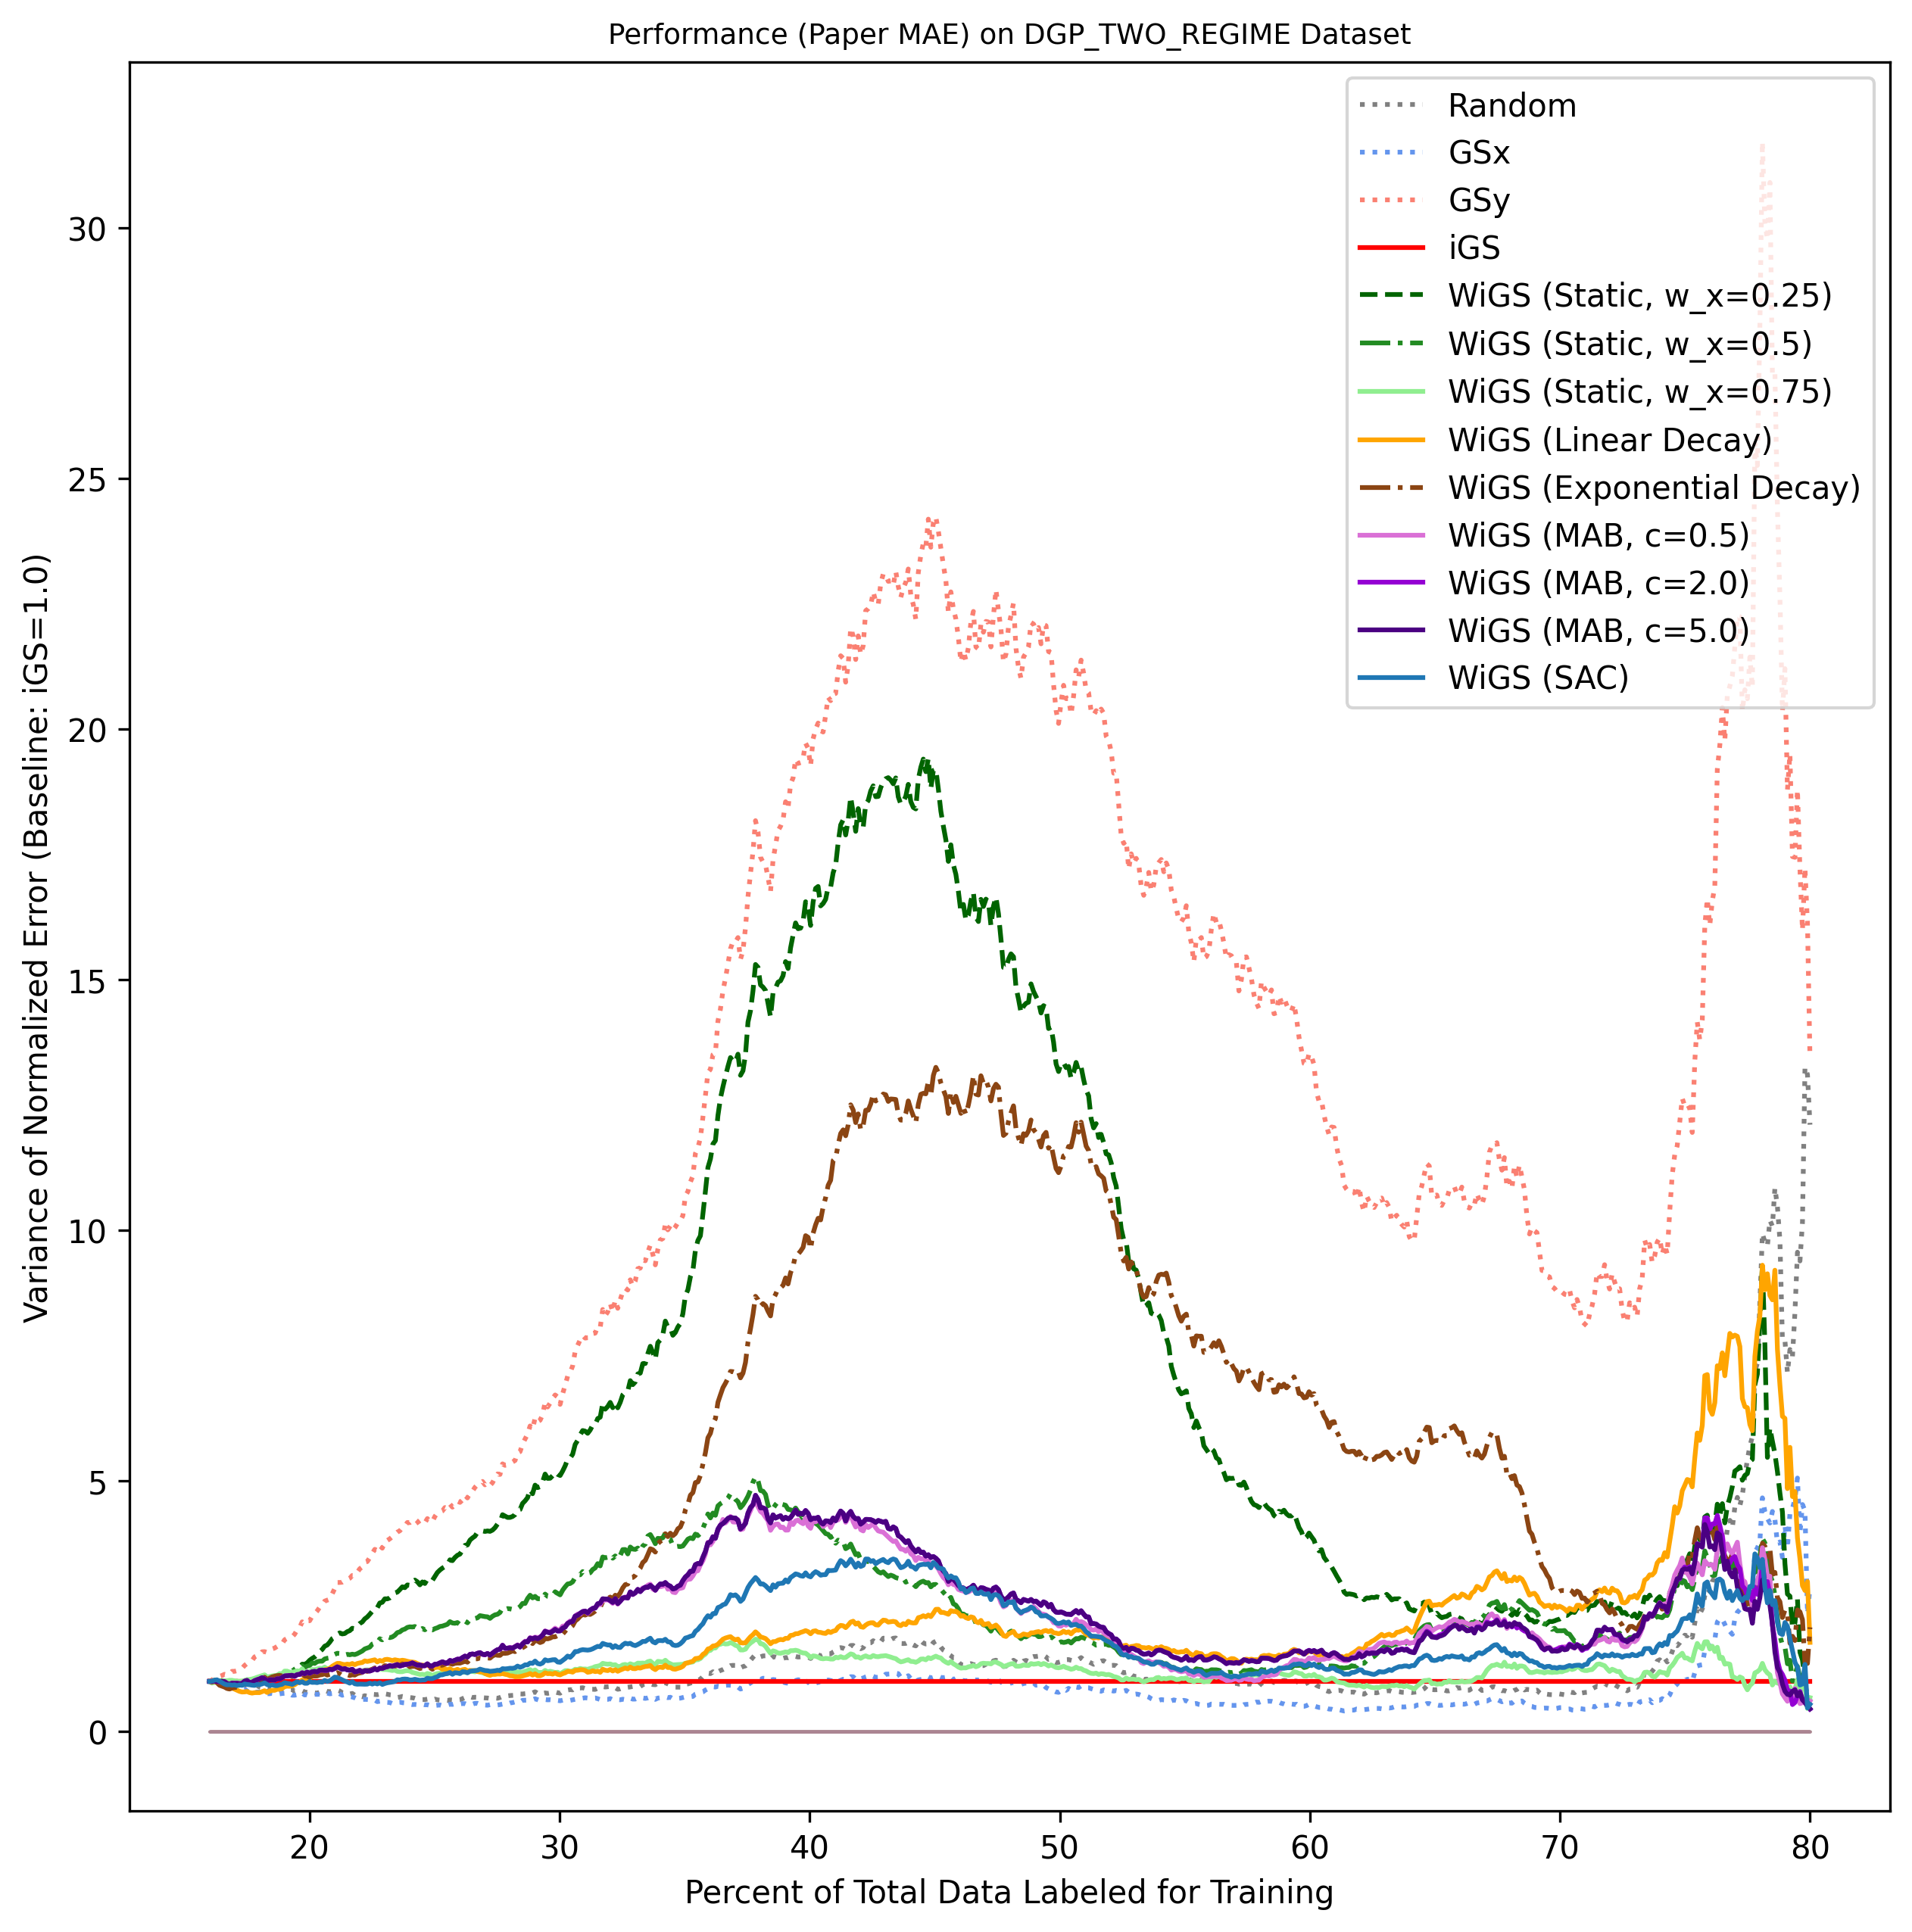 Performance (Paper MAE) on DGP_TWO_REGIME Dataset
Variance of Normalized Error (Baseline: iGS=1.0)
30
25
20
15
10
5
0
Random
GSx
GSy
iGS
WiGS (Static, w_x=0.25)
WiGS (Static, w_x=0.5)
WiGS (Static, w_x=0.75)
WiGS (Linear Decay)
WiGS (Exponential Decay)
WiGS (MAB, c=0.5)
WiGS (MAB, c=2.0)
WiGS (MAB, c=5.0)
WiGS (SAC)
20 30 40 50 60 70 80
Percent of Total Data Labeled for Training